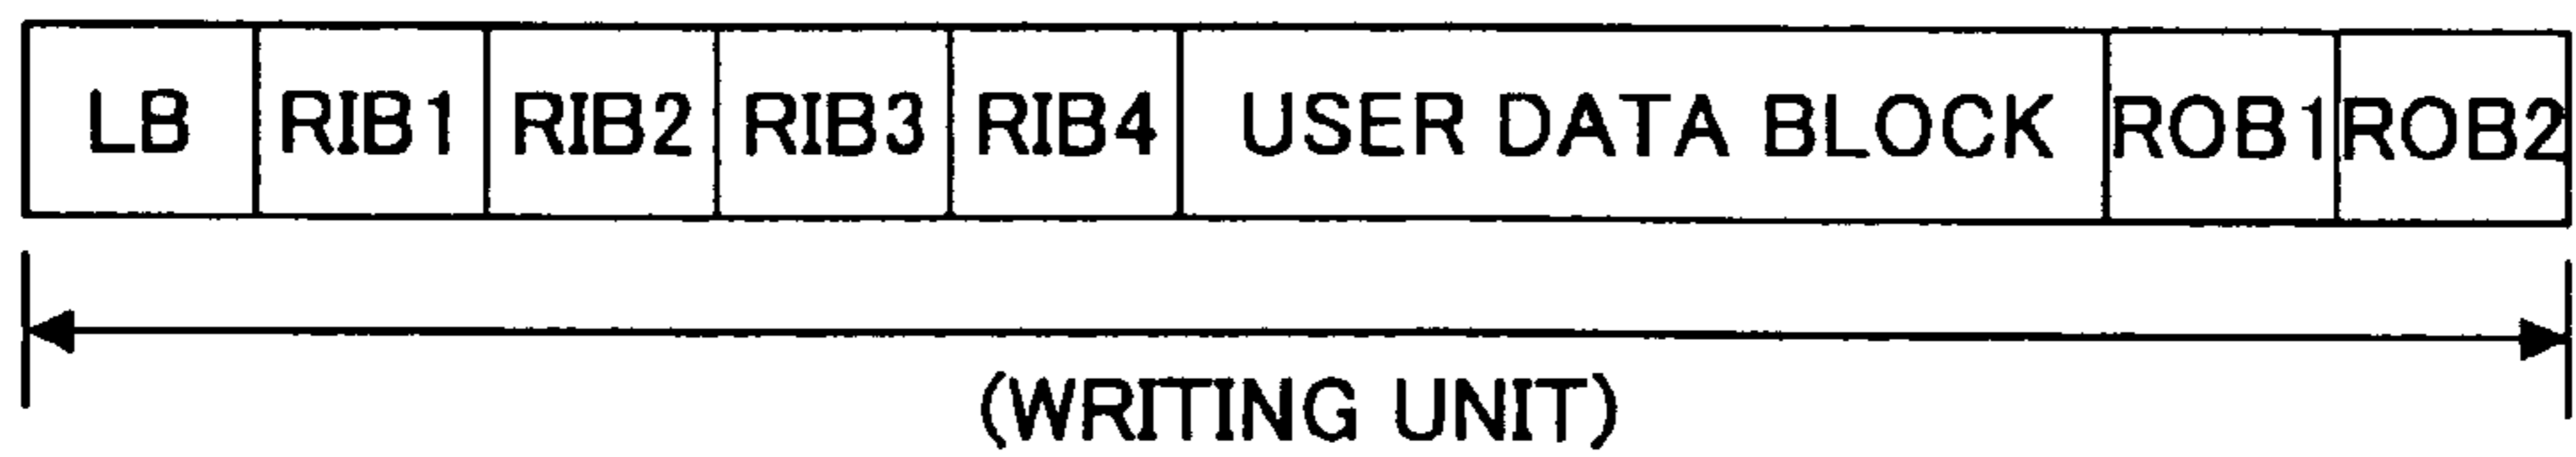 LB RIB1 RIB2 RIB3 RIB4 USER DATA BLOCK ROB1 ROB2
(WRITING UNIT)